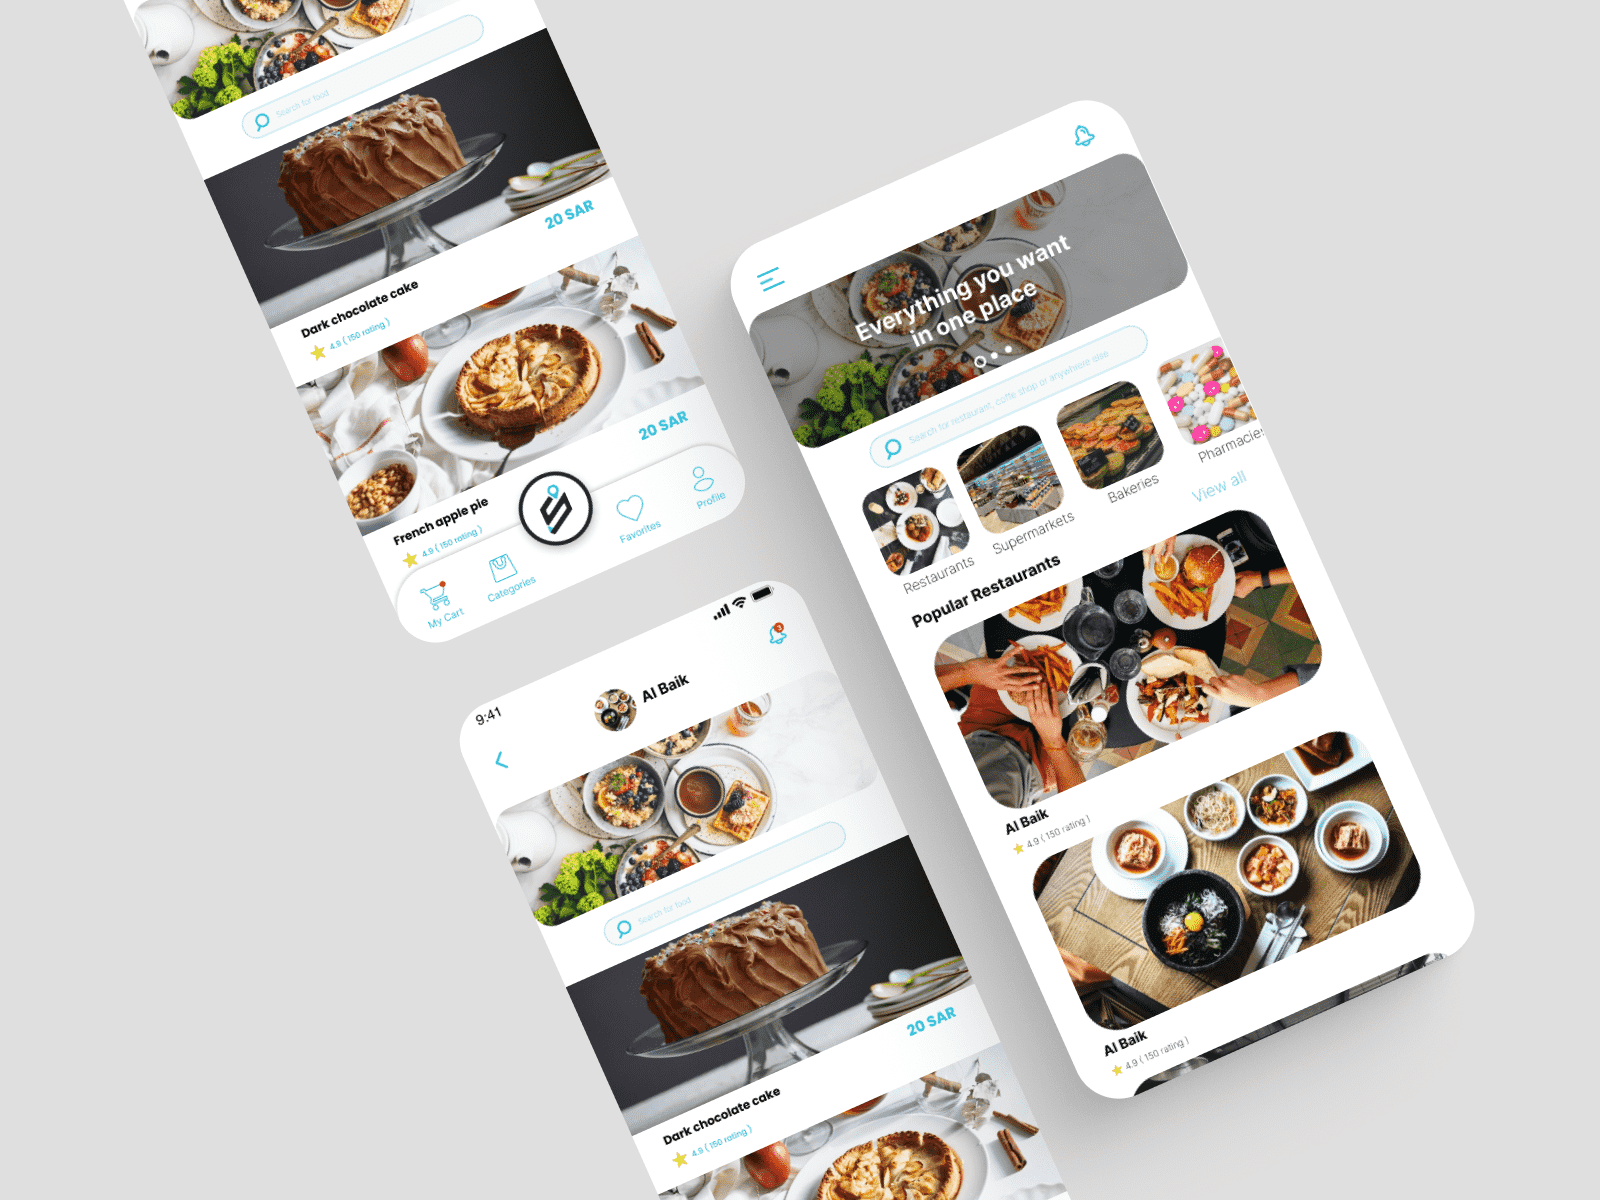 Search for food
20 SAR
Dark chocolate cake
4.9 ( 150 rating )
20 SAR
French apple pie
4.9 ( 150 rating )
My Cart
Categories
Favorites
Profile
9:41
Al Baik
3
Search for food
20 SAR
Dark chocolate cake
4.9 ( 150 rating )
Everything you want
in one place
Search for restaurant, coffe shop or anywhere else
Restaurants
Supermarkets
Bakeries
Pharmacies
View all
Popular Restaurants
Al Baik
4.9 ( 150 rating )
Al Baik
4.9 ( 150 rating )